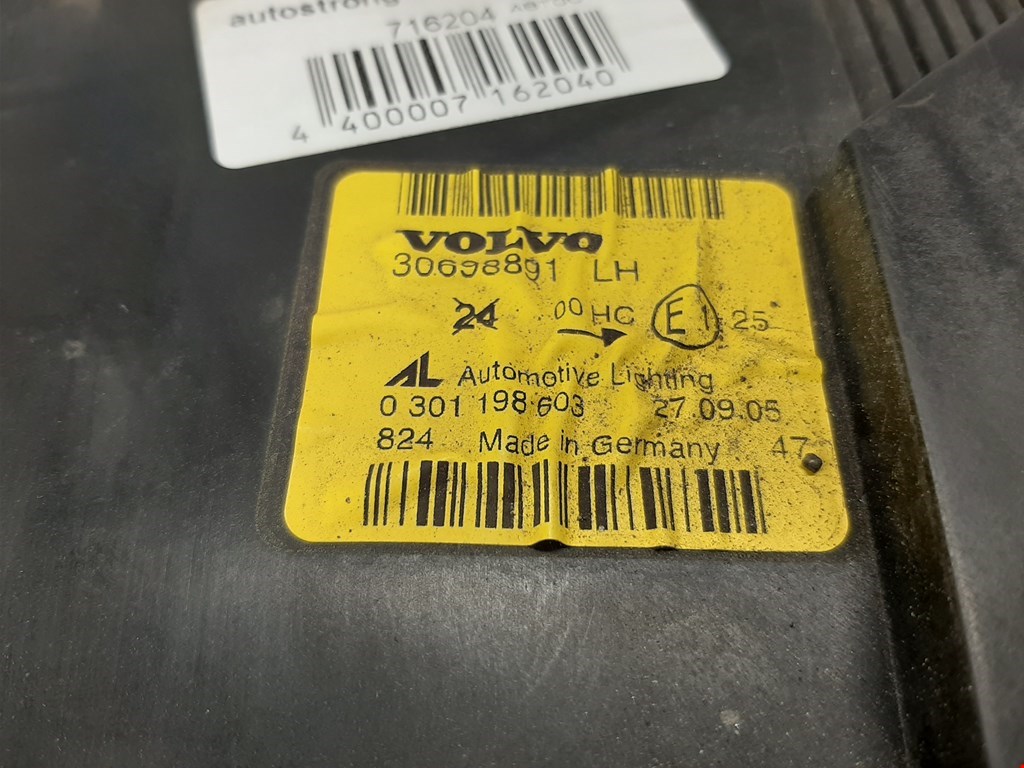 autostrong
716204
4 400007 162040
VOLVO
30698891 LH
24 00 HC E1 25
AL Automotive Lighting
0 301 198 603 27 09 05
824 Made in Germany 47